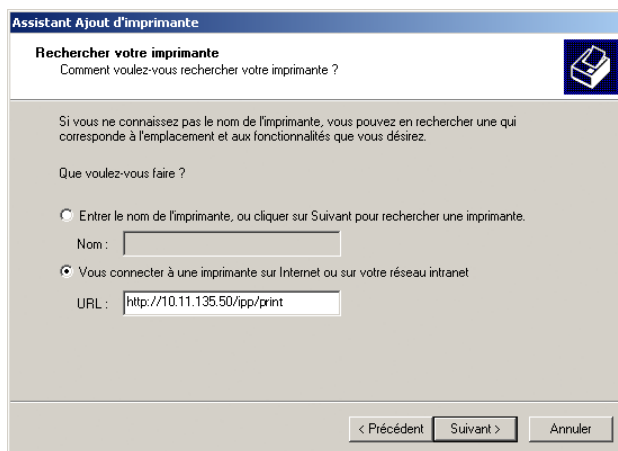 Assistant Ajout d'imprimante
Rechercher votre imprimante
Comment voulez-vous rechercher votre imprimante ?
Si vous ne connaissez pas le nom de l'imprimante, vous pouvez en rechercher une qui
corresponde à l'emplacement et aux fonctionnalités que vous désirez.
Que voulez-vous faire ?
Entrer le nom de l'imprimante, ou cliquer sur Suivant pour rechercher une imprimante.
Nom :
Vous connecter à une imprimante sur Internet ou sur votre réseau intranet
URL : http://10.11.135.50/ipp/print
< Précédent Suivant > Annuler